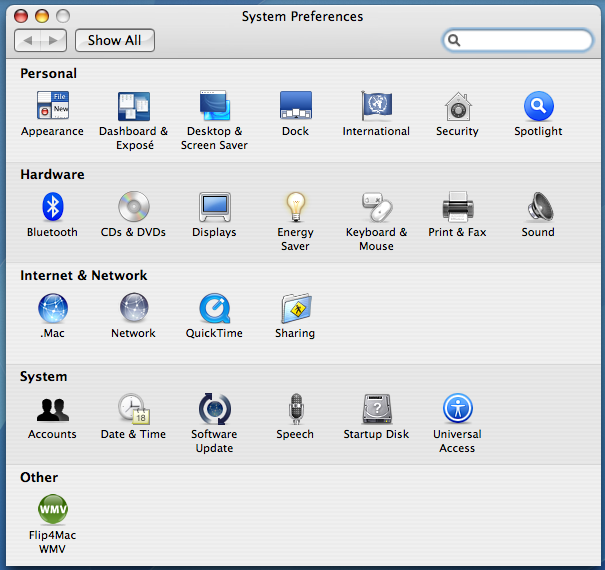 System Preferences
Show All
Personal
File
New
Appearance
Dashboard &
Exposé
Desktop &
Screen Saver
Dock
International
Security
Spotlight
Hardware
Bluetooth
CDs & DVDs
Displays
Energy
Saver
Keyboard &
Mouse
Print & Fax
Sound
Internet & Network
.Mac
Network
QuickTime
Sharing
System
Accounts
18
Date & Time
Software
Update
Speech
?
Startup Disk
Universal
Access
Other
WMV
Flip4Mac
WMV